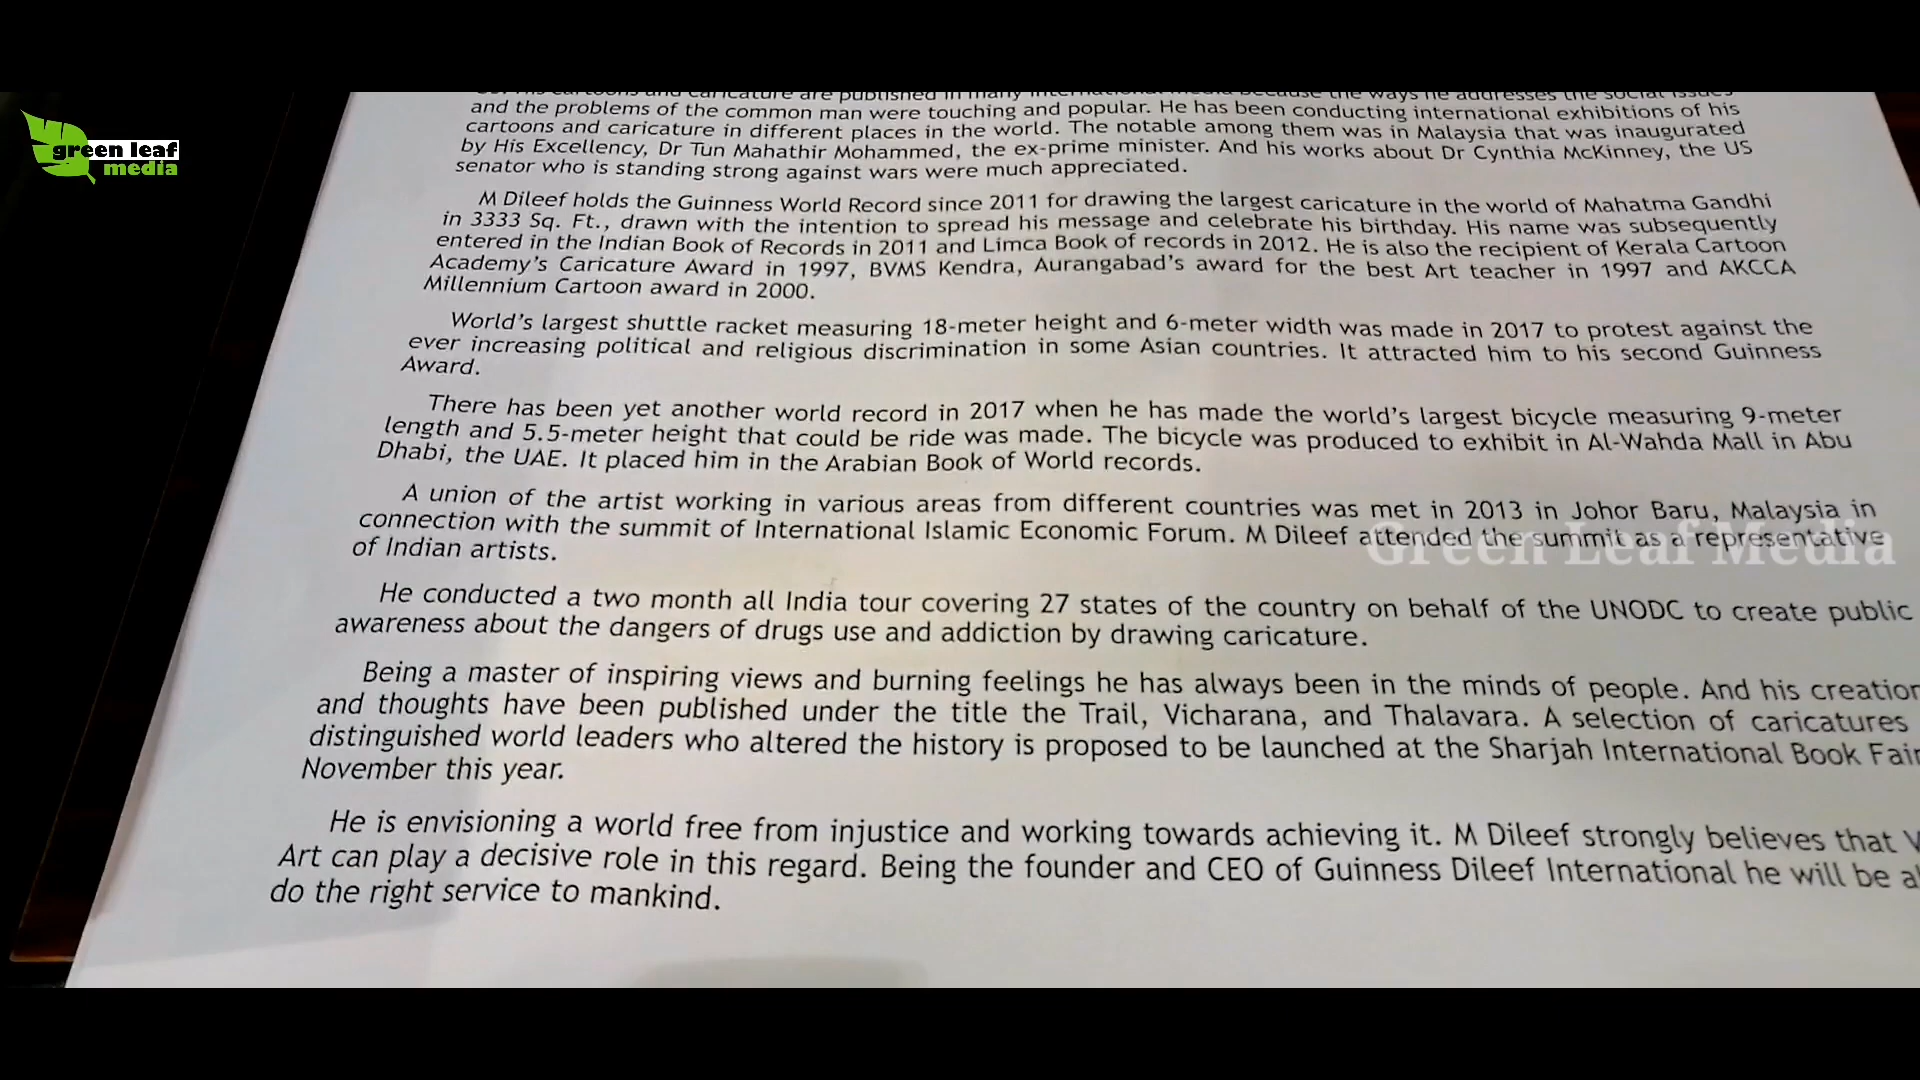 green leaf
media
cartoons and caricature are published in many international media because the ways he addresses the social issues
and the problems of the common man were touching and popular. He has been conducting international exhibitions of his
cartoons and caricature in different places in the world. The notable among them was in Malaysia that was inaugurated
by His Excellency, Dr Tun Mahathir Mohammed, the ex-prime minister. And his works about Dr Cynthia McKinney, the US
senator who is standing strong against wars were much appreciated.
M Dileef holds the Guinness World Record since 2011 for drawing the largest caricature in the world of Mahatma Gandhi
in 3333 Sq. Ft., drawn with the intention to spread his message and celebrate his birthday. His name was subsequently
entered in the Indian Book of Records in 2011 and Limca Book of records in 2012. He is also the recipient of Kerala Cartoon
Academy's Caricature Award in 1997, BVMS Kendra, Aurangabad's award for the best Art teacher in 1997 and AKCCA
Millennium Cartoon award in 2000.
World's largest shuttle racket measuring 18-meter height and 6-meter width was made in 2017 to protest against the
ever increasing political and religious discrimination in some Asian countries. It attracted him to his second Guinness
Award.
There has been yet another world record in 2017 when he has made the world's largest bicycle measuring 9-meter
length and 5.5-meter height that could be ride was made. The bicycle was produced to exhibit in Al-Wahda Mall in Abu
Dhabi, the UAE. It placed him in the Arabian Book of World records.
A union of the artist working in various areas from different countries was met in 2013 in Johor Baru, Malaysia in
connection with the summit of International Islamic Economic Forum. M Dileef attended the summit as a representative
of Indian artists.
Green Leaf Media
He conducted a two month all India tour covering 27 states of the country on behalf of the UNODC to create public
awareness about the dangers of drugs use and addiction by drawing caricature.
Being a master of inspiring views and burning feelings he has always been in the minds of people. And his creation
and thoughts have been published under the title the Trail, Vicharana, and Thalavara. A selection of caricatures
distinguished world leaders who altered the history is proposed to be launched at the Sharjah International Book Fair
November this year.
He is envisioning a world free from injustice and working towards achieving it. M Dileef strongly believes that
Art can play a decisive role in this regard. Being the founder and CEO of Guinness Dileef International he will be
do the right service to mankind.